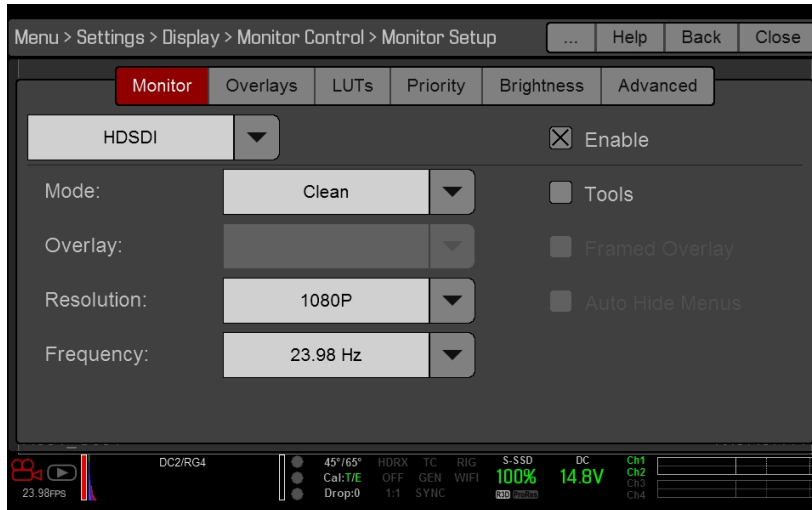 Menu > Settings > Display > Monitor Control > Monitor Setup ... Help Back Close
Monitor Overlays LUTs Priority Brightness Advanced
HDSDI Enable
Mode: Clean Tools
Overlay: Framed Overlay
Resolution: 1080P Auto Hide Menus
Frequency: 23.98 Hz
DC2/RG4 45°/65° HDRX TC RIG S-SSD DC Ch1
Cal:T/E OFF GEN WIFI 100% 14.8V Ch2
23.98FPS Drop:0 1:1 SYNC R3D ProRes Ch3
Ch4